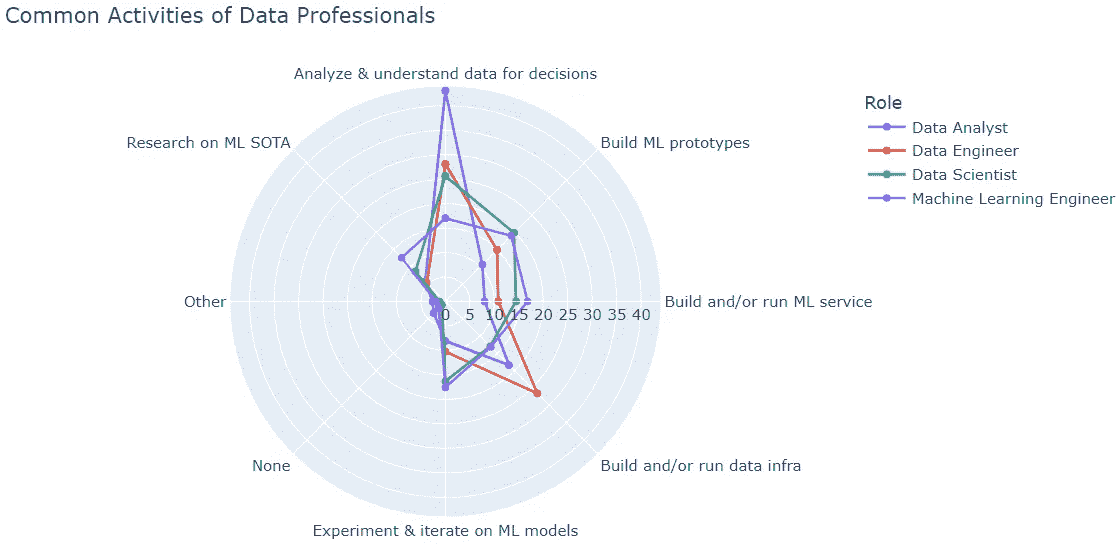 Common Activities of Data Professionals
Analyze & understand data for decisions
Role
Data Analyst
Research on ML SOTA
Build ML prototypes
Data Engineer
Data Scientist
Machine Learning Engineer
Other
Build and/or run ML service
0 5 10 15 20 25 30 35 40
None
Build and/or run data infra
Experiment & iterate on ML models